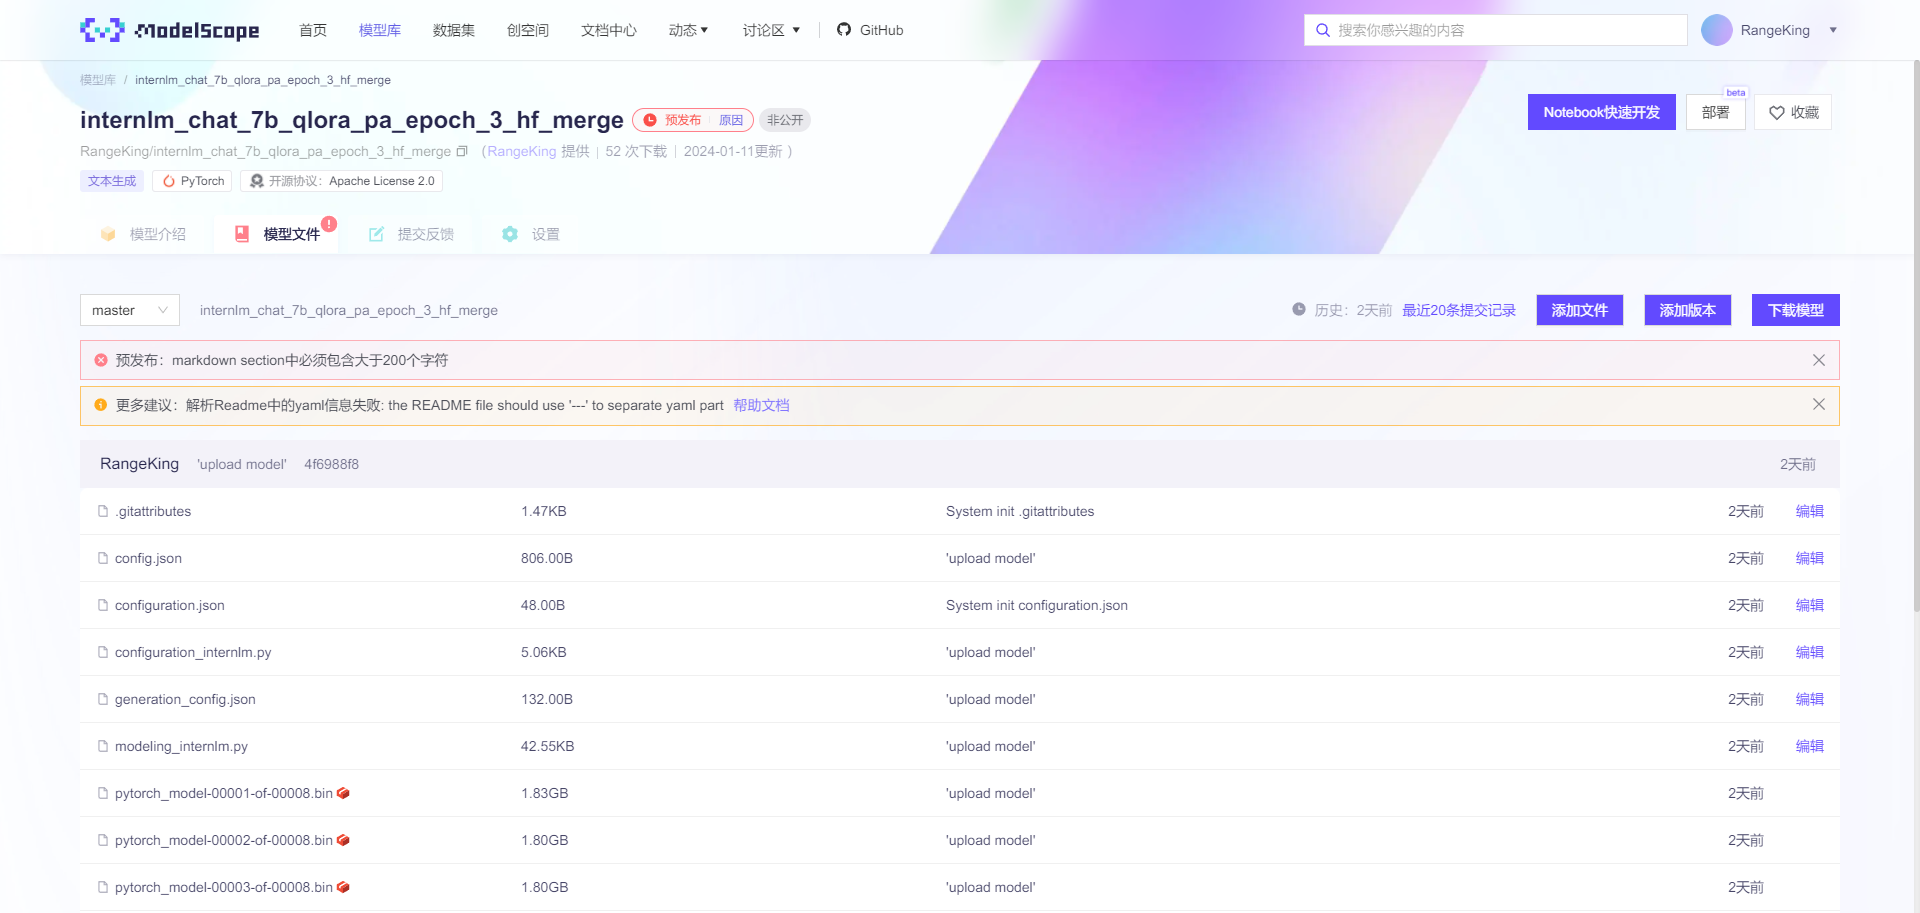 ModelScope 首页 模型库 数据集 创空间 文档中心 动态 ▾ 讨论区 ▾ GitHub 搜索你感兴趣的内容 RangeKing ▾
模型库 / internlm_chat_7b_qlora_pa_epoch_3_hf_merge
internlm_chat_7b_qlora_pa_epoch_3_hf_merge 预发布 原因 非公开
Notebook快速开发 部署 beta 收藏
RangeKing/internlm_chat_7b_qlora_pa_epoch_3_hf_merge （RangeKing 提供 | 52 次下载 | 2024-01-11更新 ）
文本生成 PyTorch 开源协议: Apache License 2.0
模型介绍 模型文件 ! 提交反馈 设置
master internlm_chat_7b_qlora_pa_epoch_3_hf_merge 历史: 2天前 最近20条提交记录 添加文件 添加版本 下载模型
预发布: markdown section中必须包含大于200个字符
更多建议: 解析Readme中的yaml信息失败: the README file should use '---' to separate yaml part 帮助文档
RangeKing 'upload model' 4f6988f8 2天前
.gitattributes 1.47KB System init .gitattributes 2天前 编辑
config.json 806.00B 'upload model' 2天前 编辑
configuration.json 48.00B System init configuration.json 2天前 编辑
configuration_internlm.py 5.06KB 'upload model' 2天前 编辑
generation_config.json 132.00B 'upload model' 2天前 编辑
modeling_internlm.py 42.55KB 'upload model' 2天前 编辑
pytorch_model-00001-of-00008.bin 1.83GB 'upload model' 2天前
pytorch_model-00002-of-00008.bin 1.80GB 'upload model' 2天前
pytorch_model-00003-of-00008.bin 1.80GB 'upload model' 2天前